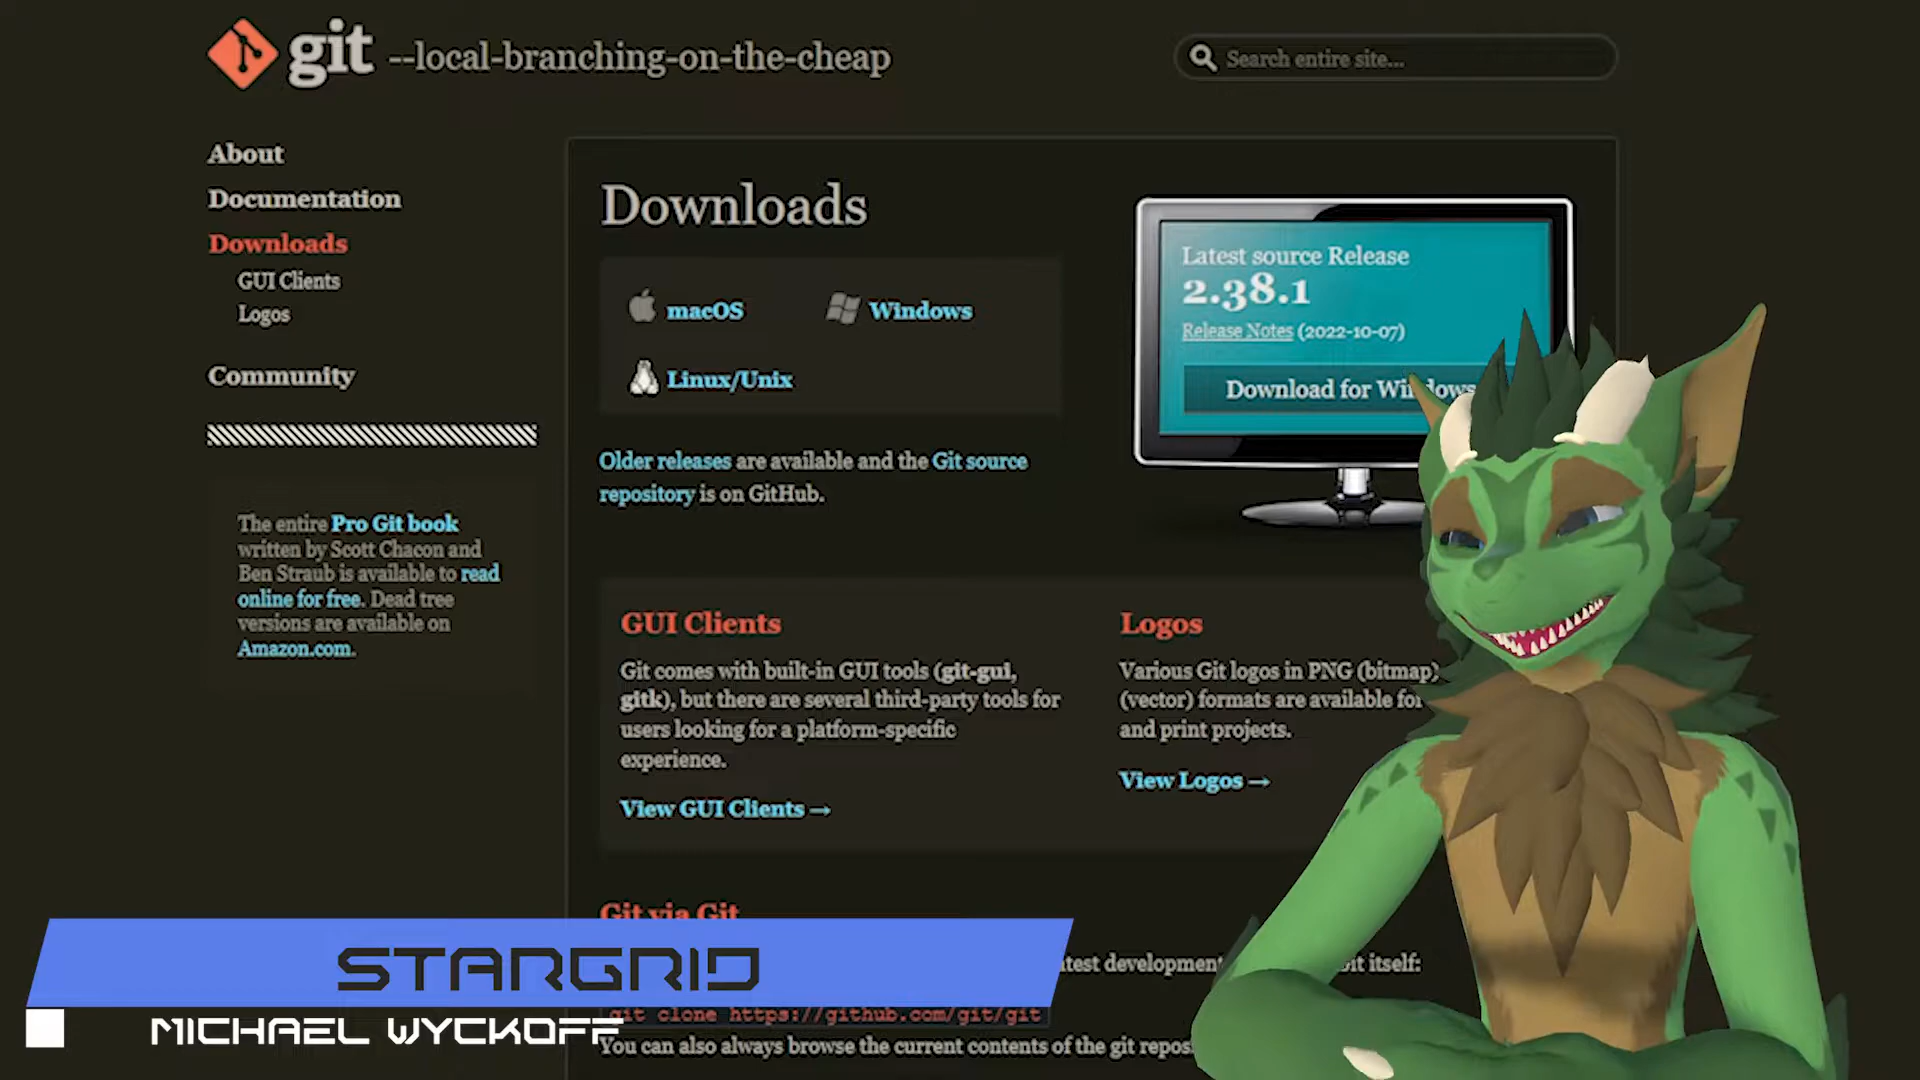 git --local-branching-on-the-cheap
Search entire site...
About
Documentation
Downloads
GUI Clients
Logos
Community
The entire Pro Git book
written by Scott Chacon and
Ben Straub is available to read
online for free. Dead tree
versions are available on
Amazon.com.
Downloads
macOS
Windows
Linux/Unix
Older releases are available and the Git source
repository is on GitHub.
Latest source Release
2.38.1
Release Notes (2022-10-07)
Download for Windows
GUI Clients
Git comes with built-in GUI tools (git-gui,
gitk), but there are several third-party tools for
users looking for a platform-specific
experience.
View GUI Clients →
Logos
Various Git logos in PNG (bitmap)
(vector) formats are available for
and print projects.
View Logos →
Git via Git
development
itself:
git clone https://github.com/git/git
You can also always browse the current contents of the git
STARGRID
MICHAEL WYCKOFF